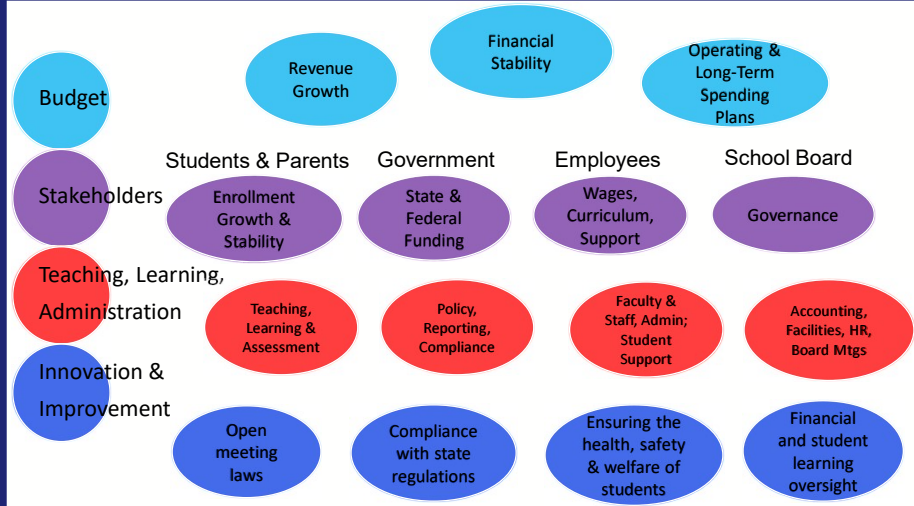 Budget
Revenue
Growth
Financial
Stability
Operating &
Long-Term
Spending
Plans
Stakeholders
Students & Parents
Enrollment
Growth &
Stability
Government
State &
Federal
Funding
Employees
Wages,
Curriculum,
Support
School Board
Governance
Teaching, Learning,
Administration
Teaching,
Learning &
Assessment
Policy,
Reporting,
Compliance
Faculty &
Staff, Admin;
Student
Support
Accounting,
Facilities, HR,
Board Mtgs
Innovation &
Improvement
Open
meeting
laws
Compliance
with state
regulations
Ensuring the
health, safety
& welfare of
students
Financial
and student
learning
oversight